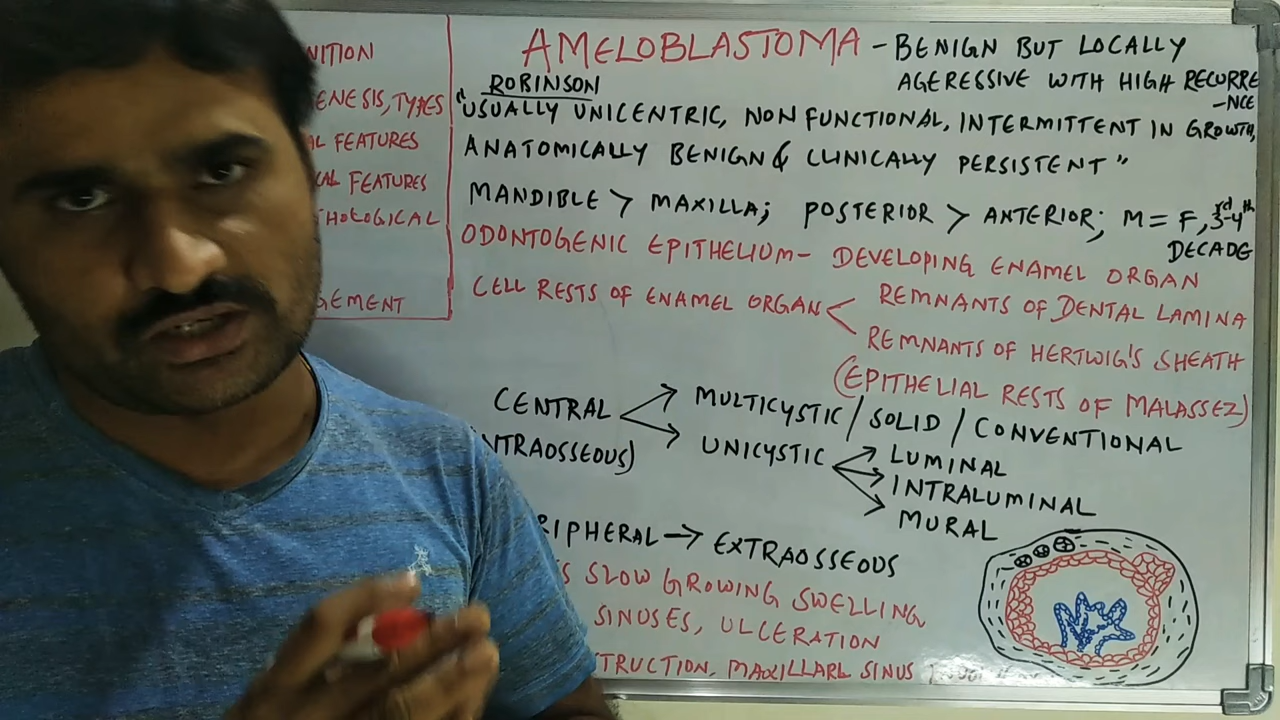 NITION
ENESIS, TYPES
AL FEATURES
CAL FEATURES
THOLOGICAL
GEMENT
AMELOBLASTOMA - BENIGN BUT LOCALLY
AGERESSIVE WITH HIGH RECURRE
-NCE
ROBINSON
"USUALLY UNICENTRIC, NON FUNCTIONAL, INTERMITTENT IN GROWTH,
ANATOMICALLY BENIGN & CLINICALLY PERSISTENT"
MANDIBLE > MAXILLA; POSTERIOR > ANTERIOR; M = F, 3rd-4th
DECADE
ODONTOGENIC EPITHELIUM - DEVELOPING ENAMEL ORGAN
CELL RESTS OF ENAMEL ORGAN < REMNANTS OF DENTAL LAMINA
REMNANTS OF HERTWIG'S SHEATH
(EPITHELIAL RESTS OF MALASSEZ)
CENTRAL → MULTICYSTIC / SOLID / CONVENTIONAL
NTRAOSSEOUS) → UNICYSTIC → LUMINAL
→ INTRALUMINAL
→ MURAL
RIPHERAL → EXTRAOSSEOUS
S SLOW GROWING SWELLING,
SINUSES, ULCERATION
STRUCTION, MAXILLARL SINUS